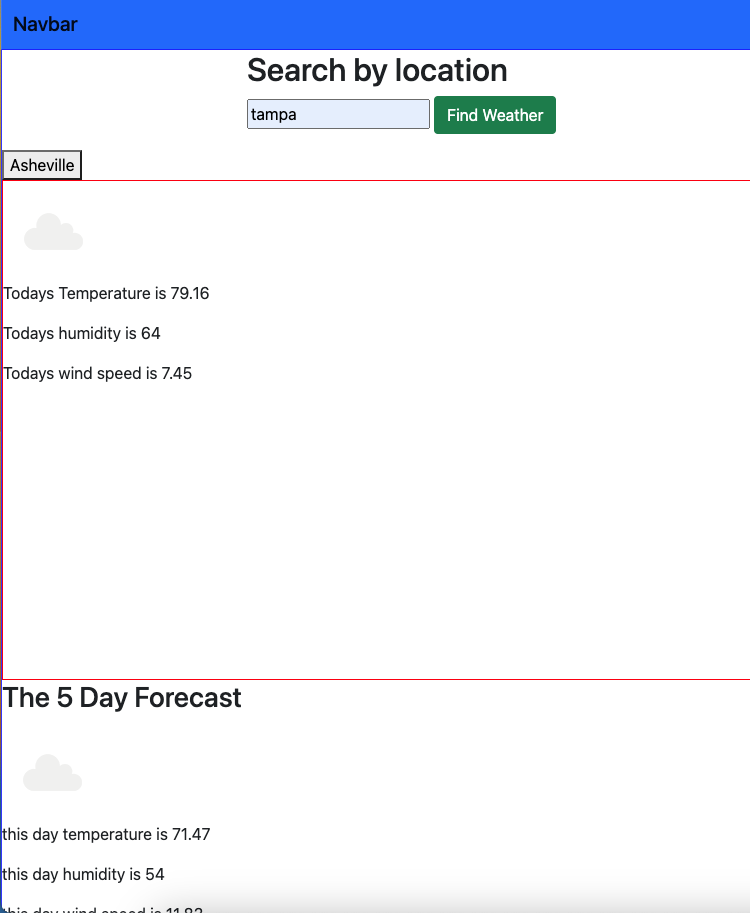 Navbar
Search by location
tampa Find Weather
Asheville
Todays Temperature is 79.16
Todays humidity is 64
Todays wind speed is 7.45
The 5 Day Forecast
this day temperature is 71.47
this day humidity is 54
this day wind speed is 11.83